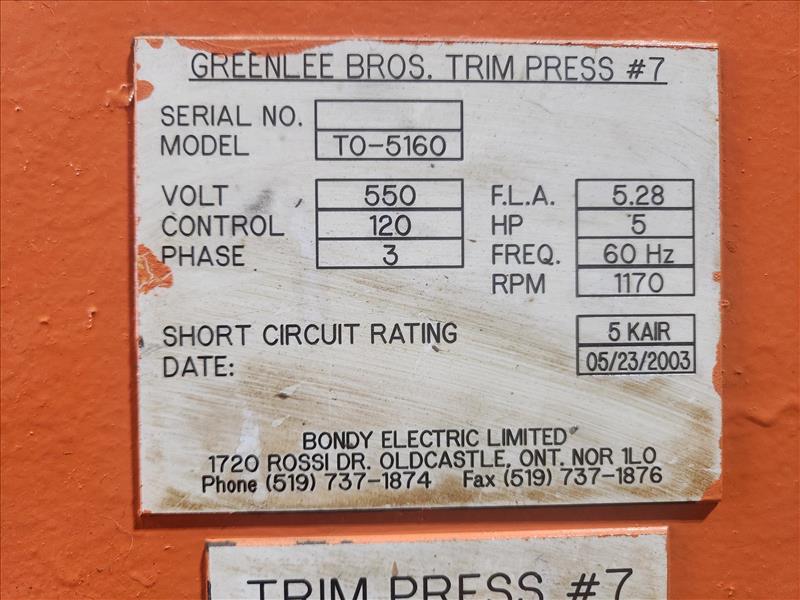 GREENLEE BROS. TRIM PRESS #7
SERIAL NO.
MODEL TO-5160
VOLT 550 F.L.A. 5.28
CONTROL 120 HP 5
PHASE 3 FREQ. 60 Hz
RPM 1170
SHORT CIRCUIT RATING 5 KAIR
DATE: 05/23/2003
BONDY ELECTRIC LIMITED
1720 ROSSI DR. OLDCASTLE, ONT. NOR 1LO
Phone (519) 737-1874 Fax (519) 737-1876
TRIM PRESS #7